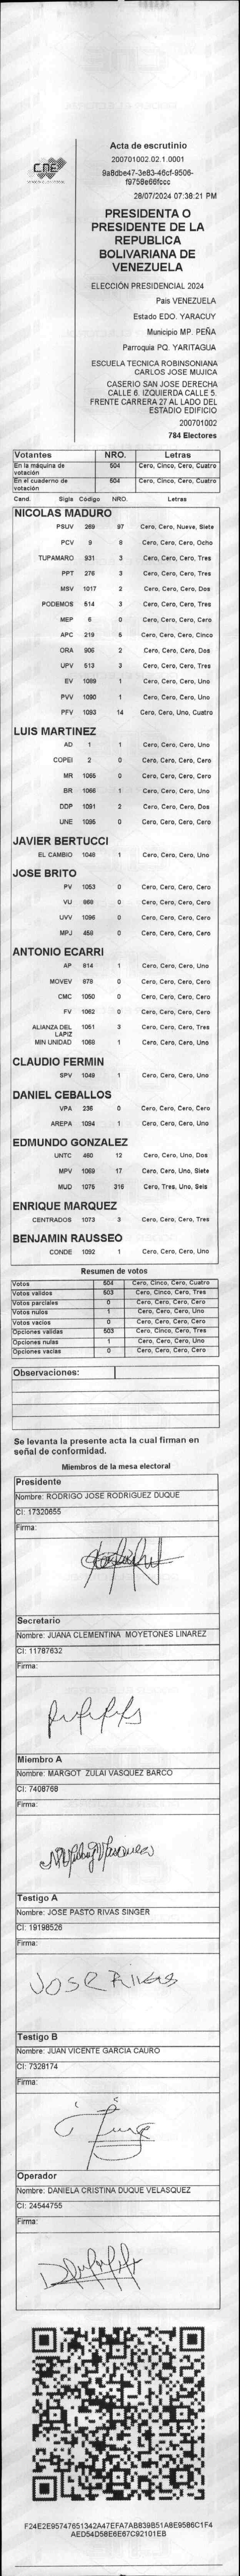 CNE
Acta de escrutinio
200701002.02.1.0001
9a8dbe47-3e83-46cf-9506-
f9758e66fccc
28/07/2024 07:38:21 PM
PRESIDENTA O
PRESIDENTE DE LA
REPUBLICA
BOLIVARIANA DE
VENEZUELA
ELECCIÓN PRESIDENCIAL 2024
Pais VENEZUELA
Estado EDO. YARACUY
Municipio MP. PEÑA
Parroquia PQ. YARITAGUA
ESCUELA TECNICA ROBINSONIANA
CARLOS JOSE MUJICA
CASERIO SAN JOSE DERECHA
CALLE 6. IZQUIERDA CALLE 5.
FRENTE CARRERA 27 AL LADO DEL
ESTADIO EDIFICIO
200701002
784 Electores
Votantes NRO. Letras
En la máquina de votación 504 Cero, Cinco, Cero, Cuatro
En el cuaderno de votación 504 Cero, Cinco, Cero, Cuatro
Cand. Sigla Código NRO. Letras
NICOLAS MADURO
PSUV 269 97 Cero, Cero, Nueve, Siete
PCV 9 8 Cero, Cero, Cero, Ocho
TUPAMARO 931 3 Cero, Cero, Cero, Tres
PPT 276 3 Cero, Cero, Cero, Tres
MSV 1017 2 Cero, Cero, Cero, Dos
PODEMOS 514 3 Cero, Cero, Cero, Tres
MEP 6 0 Cero, Cero, Cero, Cero
APC 219 5 Cero, Cero, Cero, Cinco
ORA 906 2 Cero, Cero, Cero, Dos
UPV 513 3 Cero, Cero, Cero, Tres
EV 1089 1 Cero, Cero, Cero, Uno
PVV 1090 1 Cero, Cero, Cero, Uno
PFV 1093 14 Cero, Cero, Uno, Cuatro
LUIS MARTINEZ
AD 1 1 Cero, Cero, Cero, Uno
COPEI 2 0 Cero, Cero, Cero, Cero
MR 1065 0 Cero, Cero, Cero, Cero
BR 1066 1 Cero, Cero, Cero, Uno
DDP 1091 2 Cero, Cero, Cero, Dos
UNE 1095 0 Cero, Cero, Cero, Cero
JAVIER BERTUCCI
EL CAMBIO 1048 1 Cero, Cero, Cero, Uno
JOSE BRITO
PV 1053 0 Cero, Cero, Cero, Cero
VU 868 0 Cero, Cero, Cero, Cero
UVV 1096 0 Cero, Cero, Cero, Cero
MPJ 458 0 Cero, Cero, Cero, Cero
ANTONIO ECARRI
AP 814 1 Cero, Cero, Cero, Uno
MOVEV 878 0 Cero, Cero, Cero, Cero
CMC 1050 0 Cero, Cero, Cero, Cero
FV 1062 0 Cero, Cero, Cero, Cero
ALIANZA DEL LAPIZ 1051 3 Cero, Cero, Cero, Tres
MIN UNIDAD 1068 1 Cero, Cero, Cero, Uno
CLAUDIO FERMIN
SPV 1049 1 Cero, Cero, Cero, Uno
DANIEL CEBALLOS
VPA 236 0 Cero, Cero, Cero, Cero
AREPA 1094 1 Cero, Cero, Cero, Uno
EDMUNDO GONZALEZ
UNTC 460 12 Cero, Cero, Uno, Dos
MPV 1069 17 Cero, Cero, Uno, Siete
MUD 1075 316 Cero, Tres, Uno, Seis
ENRIQUE MARQUEZ
CENTRADOS 1073 3 Cero, Cero, Cero, Tres
BENJAMIN RAUSSEO
CONDE 1092 1 Cero, Cero, Cero, Uno
Resumen de votos
Votos 504 Cero, Cinco, Cero, Cuatro
Votos validos 503 Cero, Cinco, Cero, Tres
Votos parciales 0 Cero, Cero, Cero, Cero
Votos nulos 1 Cero, Cero, Cero, Uno
Votos vacíos 0 Cero, Cero, Cero, Cero
Opciones validas 503 Cero, Cinco, Cero, Tres
Opciones nulas 1 Cero, Cero, Cero, Uno
Opciones vacias 0 Cero, Cero, Cero, Cero
Observaciones:
Se levanta la presente acta la cual firman en
señal de conformidad.
Miembros de la mesa electoral
Presidente
Nombre: RODRIGO JOSE RODRIGUEZ DUQUE
CI: 17320655
Firma:
Secretario
Nombre: JUANA CLEMENTINA MOYETONES LINAREZ
CI: 11787632
Firma:
Miembro A
Nombre: MARGOT ZULAI VASQUEZ BARCO
CI: 7408768
Firma:
Testigo A
Nombre: JOSE PASTO RIVAS SINGER
CI: 19198526
Firma:
JOSE RIVAS
Testigo B
Nombre: JUAN VICENTE GARCIA CAURO
CI: 7328174
Firma:
Operador
Nombre: DANIELA CRISTINA DUQUE VELASQUEZ
CI: 24544755
Firma:
F24E2E95747651342A47EFA7AB839B51A8E9586C1F4
AED54D58E6E67C92101EB